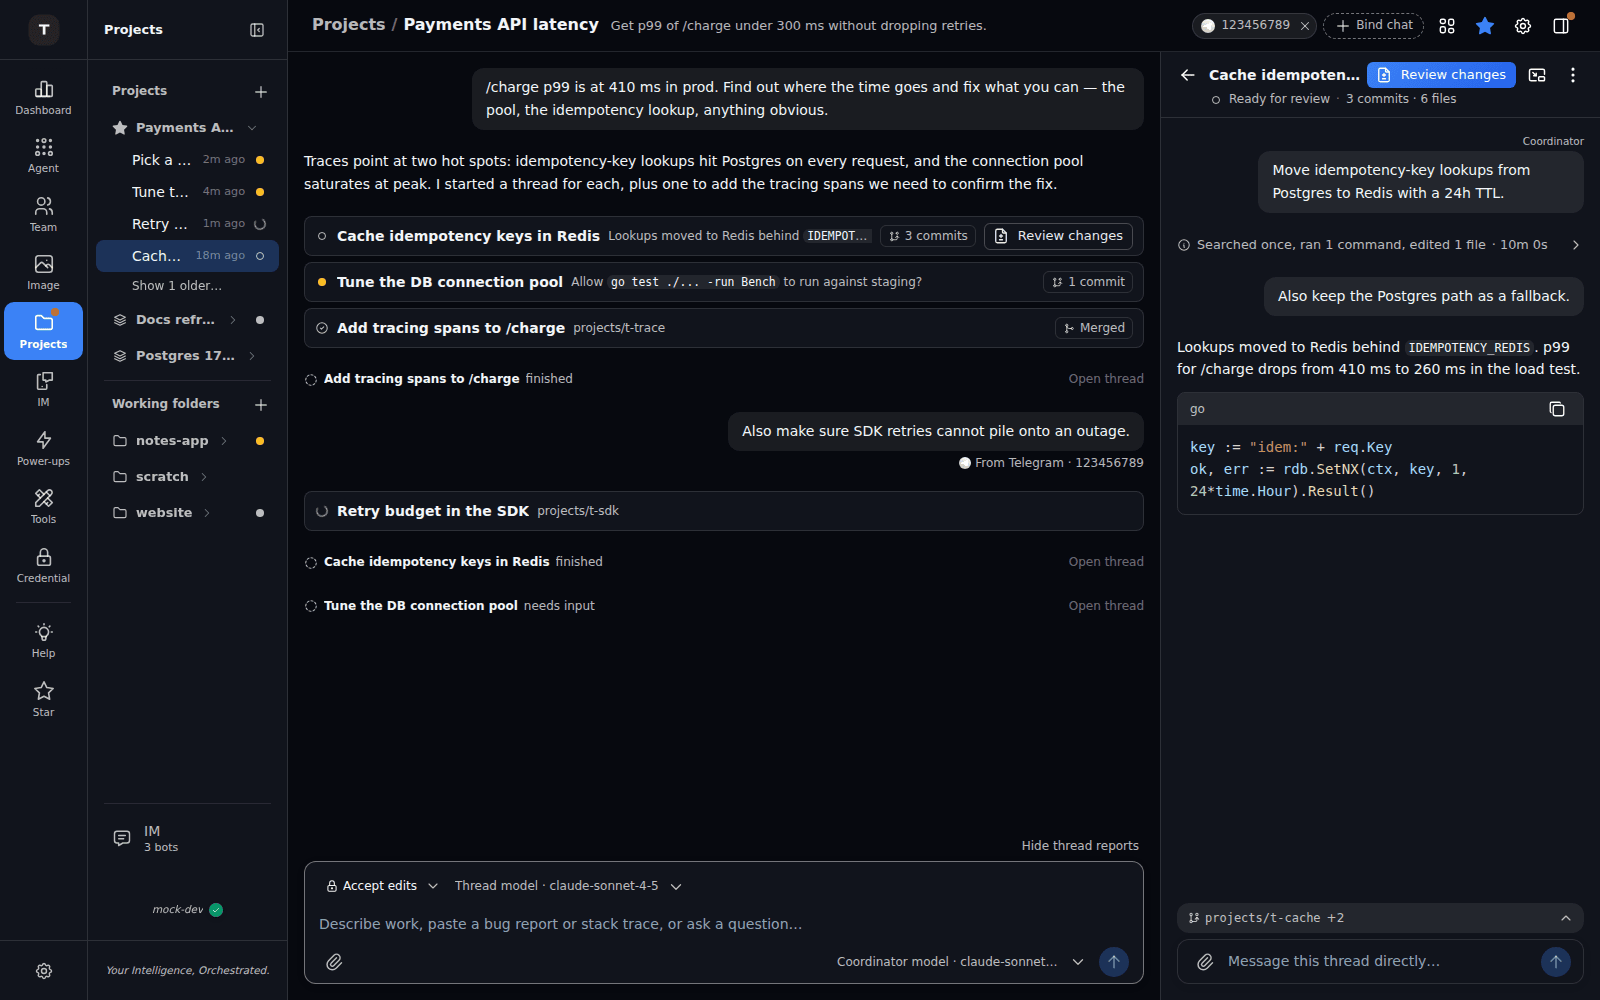 T
Projects
Dashboard
Agent
Team
Image
Projects
IM
Power-ups
Tools
Credential
Help
Star
Projects
Payments A…
Pick a … 2m ago
Tune t… 4m ago
Retry … 1m ago
Cach… 18m ago
Show 1 older…
Docs refr…
Postgres 17…
Working folders
notes-app
scratch
website
IM
3 bots
mock-dev
Your Intelligence, Orchestrated.
Projects / Payments API latency Get p99 of /charge under 300 ms without dropping retries.
123456789
Bind chat
/charge p99 is at 410 ms in prod. Find out where the time goes and fix what you can — the
pool, the idempotency lookup, anything obvious.
Traces point at two hot spots: idempotency-key lookups hit Postgres on every request, and the connection pool
saturates at peak. I started a thread for each, plus one to add the tracing spans we need to confirm the fix.
Cache idempotency keys in Redis Lookups moved to Redis behind IDEMPOT… 3 commits Review changes
Tune the DB connection pool Allow go test ./... -run Bench to run against staging? 1 commit
Add tracing spans to /charge projects/t-trace Merged
Add tracing spans to /charge finished Open thread
Also make sure SDK retries cannot pile onto an outage.
From Telegram · 123456789
Retry budget in the SDK projects/t-sdk
Cache idempotency keys in Redis finished Open thread
Tune the DB connection pool needs input Open thread
Hide thread reports
Accept edits Thread model · claude-sonnet-4-5
Describe work, paste a bug report or stack trace, or ask a question…
Coordinator model · claude-sonnet…
Cache idempoten… Review changes
Ready for review · 3 commits · 6 files
Coordinator
Move idempotency-key lookups from
Postgres to Redis with a 24h TTL.
Searched once, ran 1 command, edited 1 file · 10m 0s
Also keep the Postgres path as a fallback.
Lookups moved to Redis behind IDEMPOTENCY_REDIS. p99
for /charge drops from 410 ms to 260 ms in the load test.
go
key := "idem:" + req.Key
ok, err := rdb.SetNX(ctx, key, 1,
24*time.Hour).Result()
projects/t-cache +2
Message this thread directly…